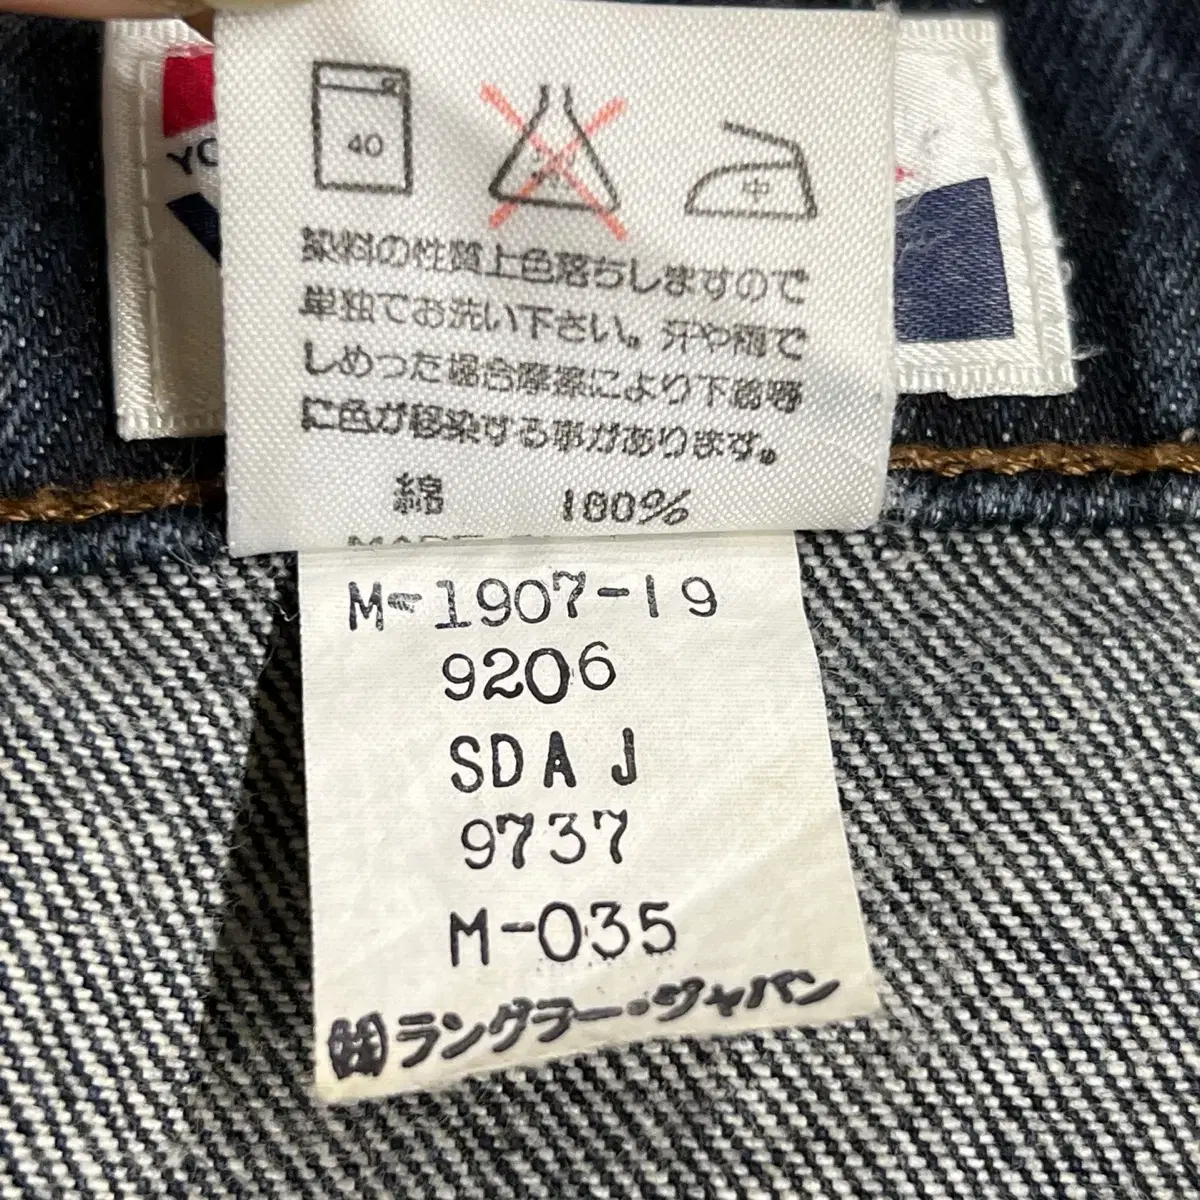 YO
40
中
染料の性質上色落ちしますので
単独でお洗い下さい。汗や雨で
しめった場合摩擦により下着等
に色が移染する事があります。
綿 100%
M-1907-19
9206
SDA J
9737
M-035
㈱ラングラー・ジャパン